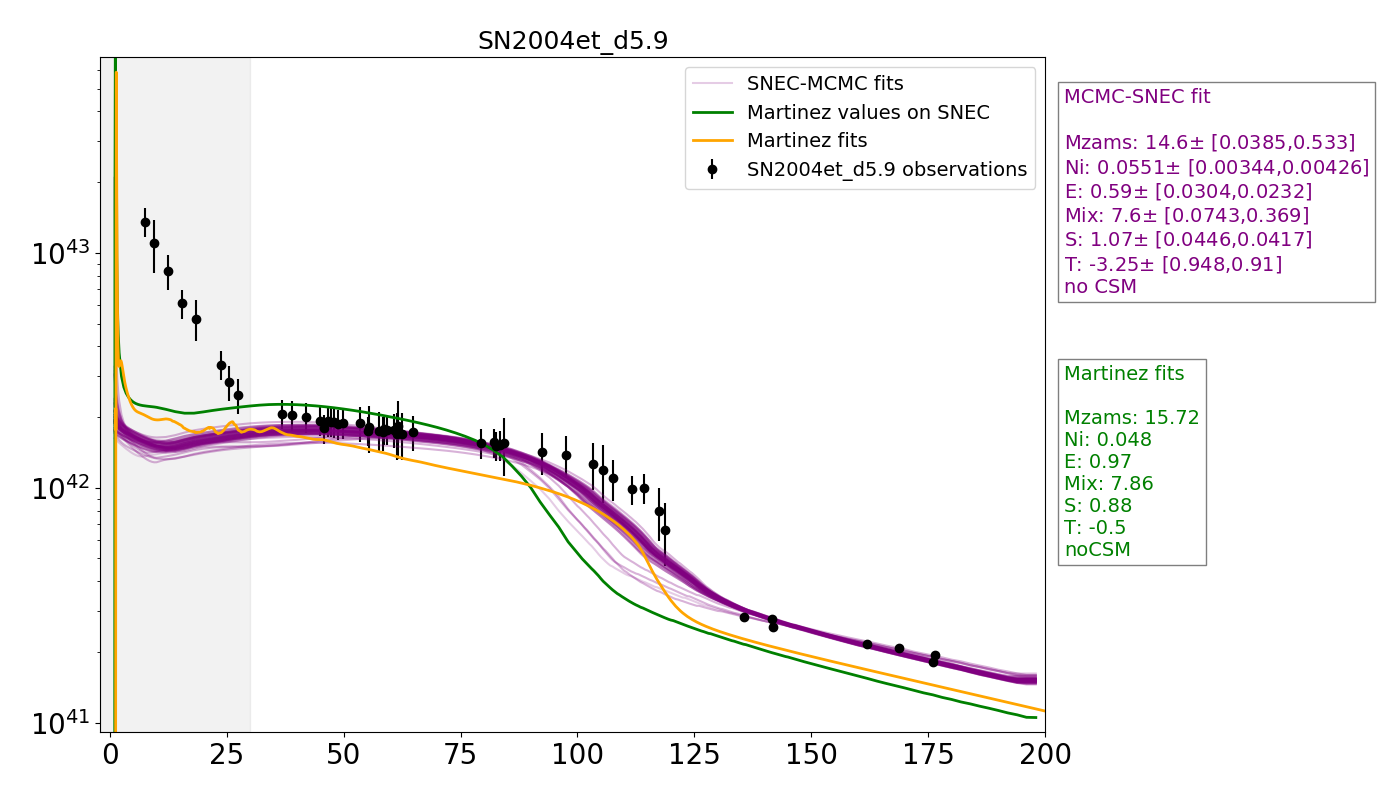 SN2004et_d5.9
SNEC-MCMC fits
Martinez values on SNEC
Martinez fits
SN2004et_d5.9 observations
10^43
10^42
10^41
0 25 50 75 100 125 150 175 200
MCMC-SNEC fit
Mzams: 14.6± [0.0385,0.533]
Ni: 0.0551± [0.00344,0.00426]
E: 0.59± [0.0304,0.0232]
Mix: 7.6± [0.0743,0.369]
S: 1.07± [0.0446,0.0417]
T: -3.25± [0.948,0.91]
no CSM
Martinez fits
Mzams: 15.72
Ni: 0.048
E: 0.97
Mix: 7.86
S: 0.88
T: -0.5
noCSM